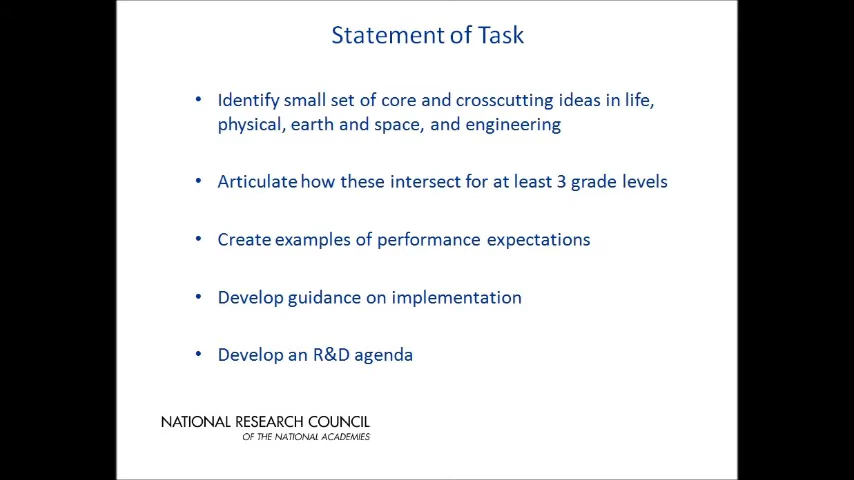 Statement of Task
• Identify small set of core and crosscutting ideas in life,
physical, earth and space, and engineering
• Articulate how these intersect for at least 3 grade levels
• Create examples of performance expectations
• Develop guidance on implementation
• Develop an R&D agenda
NATIONAL RESEARCH COUNCIL
OF THE NATIONAL ACADEMIES